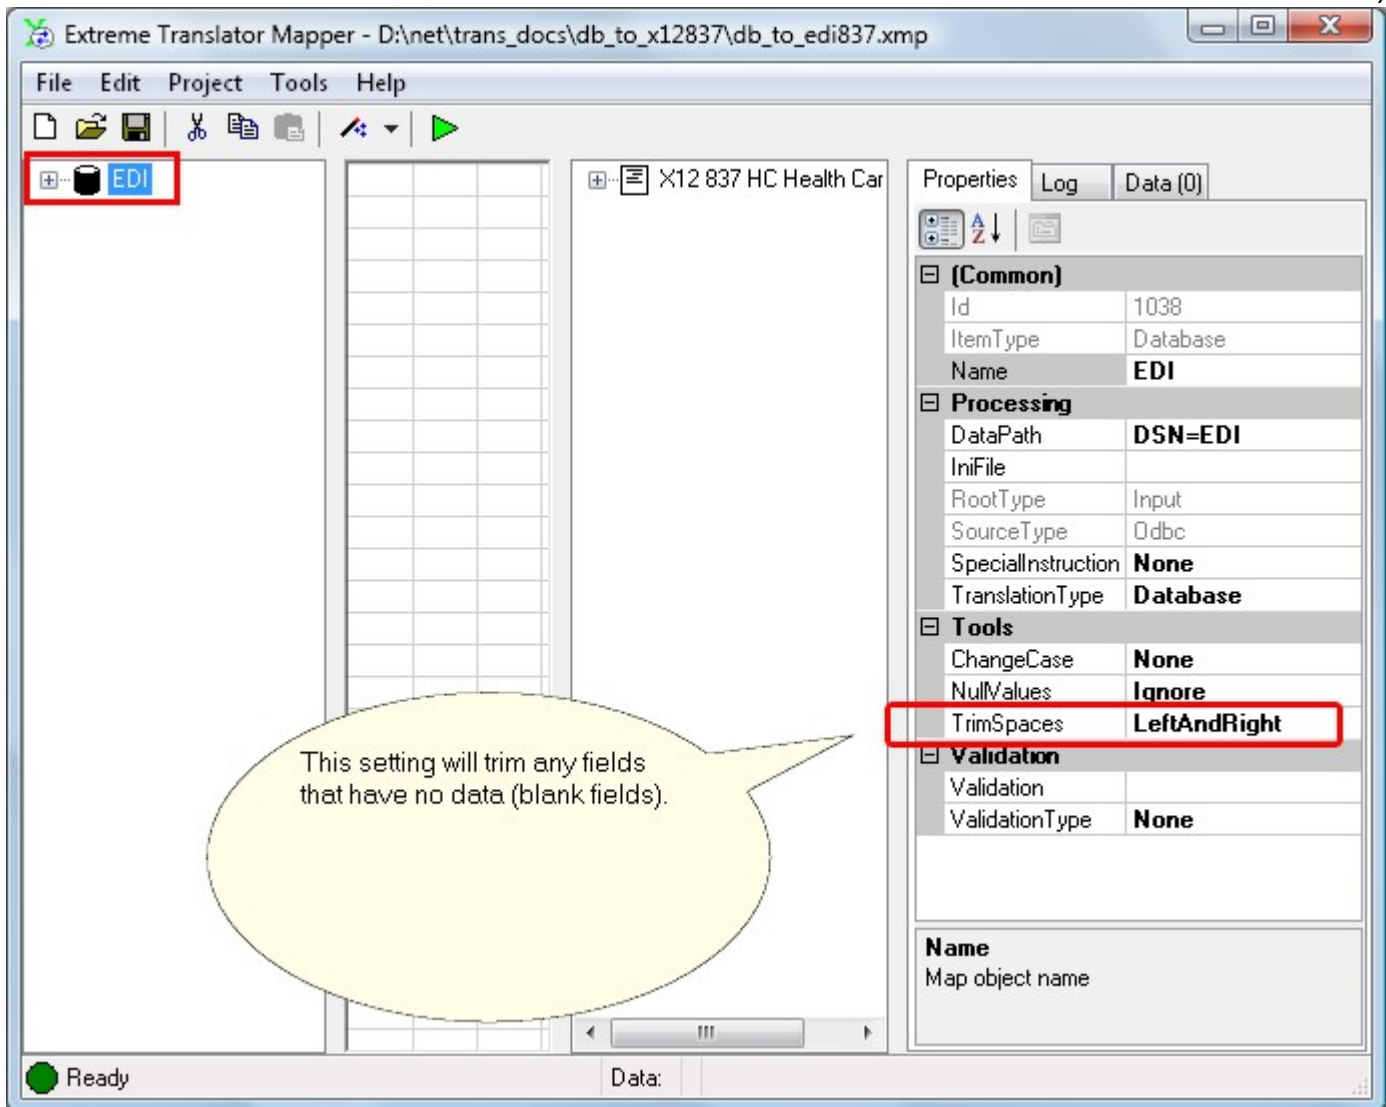 )
Extreme Translator Mapper - D:\net\trans_docs\db_to_x12837\db_to_edi837.xmp
File Edit Project Tools Help
EDI
X12 837 HC Health Car
Properties Log Data (0)
(Common)
Id 1038
ItemType Database
Name EDI
Processing
DataPath DSN=EDI
IniFile
RootType Input
SourceType Odbc
SpecialInstruction None
TranslationType Database
Tools
ChangeCase None
NullValues Ignore
TrimSpaces LeftAndRight
Validation
Validation
ValidationType None
This setting will trim any fields
that have no data (blank fields).
Name
Map object name
Ready Data: